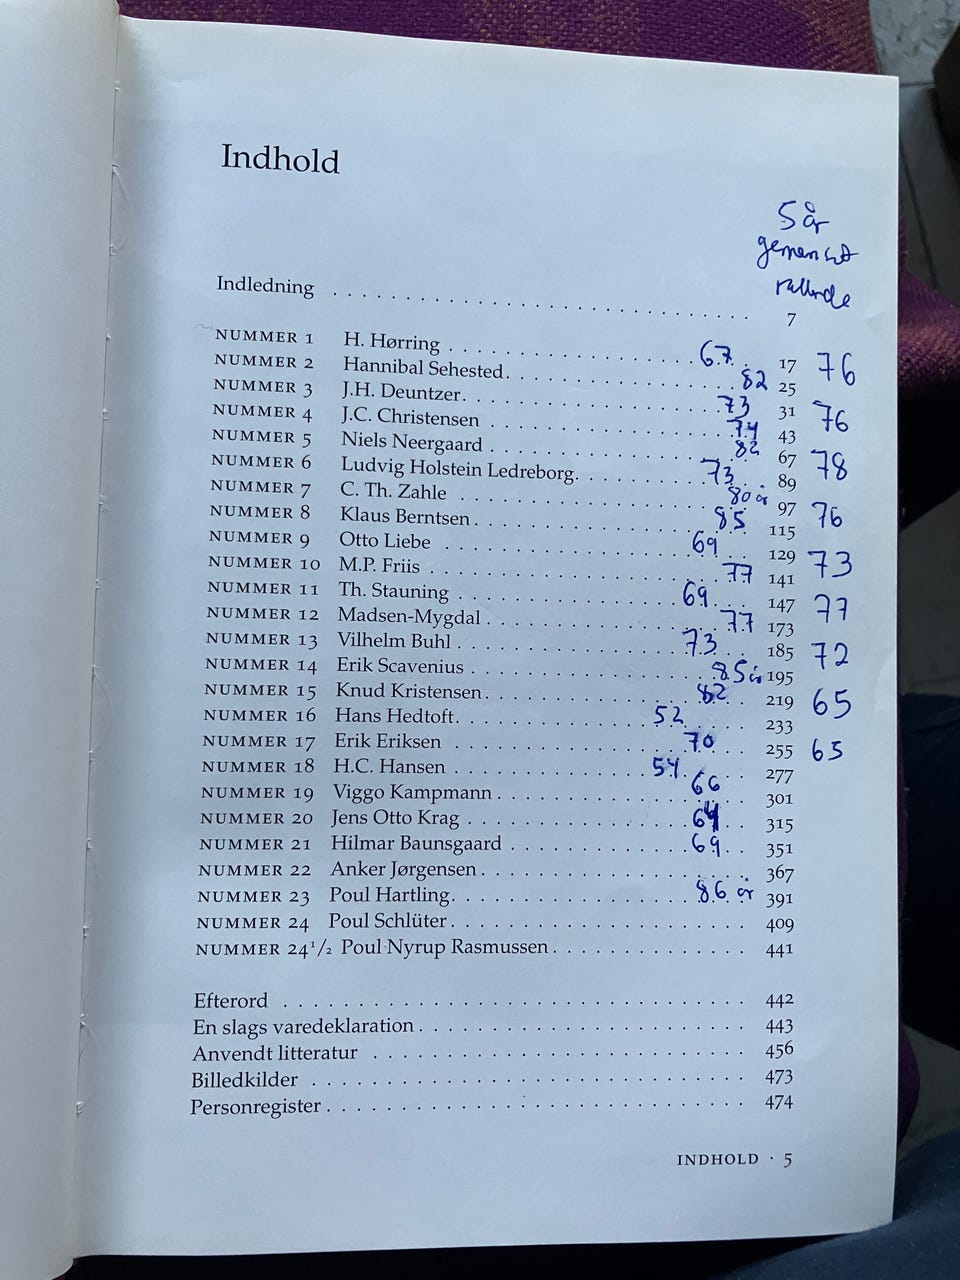 Indhold
5 år
gemensnit
rullende
Indledning . . . . . . . . . . . . . . . . . . . . . . . . . . . 7
NUMMER 1 H. Hørring . . . . . . . . . . . . . . . . 67 17 76
NUMMER 2 Hannibal Sehested . . . . . . . . . . . . . . . . 82 25
NUMMER 3 J.H. Deuntzer . . . . . . . . . . . . . . . . 73 31 76
NUMMER 4 J.C. Christensen . . . . . . . . . . . . . . . . 74 43
NUMMER 5 Niels Neergaard . . . . . . . . . . . . . . . . 82 67 78
NUMMER 6 Ludvig Holstein Ledreborg . . . . . . . . . . 73 89
NUMMER 7 C. Th. Zahle . . . . . . . . . . . . . . . . 80 år 97 76
NUMMER 8 Klaus Berntsen . . . . . . . . . . . . . . . . 85 115
NUMMER 9 Otto Liebe . . . . . . . . . . . . . . . . 69 129 73
NUMMER 10 M.P. Friis . . . . . . . . . . . . . . . . 77 141
NUMMER 11 Th. Stauning . . . . . . . . . . . . . . . . 69 147 77
NUMMER 12 Madsen-Mygdal . . . . . . . . . . . . . . . . 77 173
NUMMER 13 Vilhelm Buhl . . . . . . . . . . . . . . . . 73 185 72
NUMMER 14 Erik Scavenius . . . . . . . . . . . . . . . . 85 år 195
NUMMER 15 Knud Kristensen . . . . . . . . . . . . . . . . 82 219 65
NUMMER 16 Hans Hedtoft . . . . . . . . . . . . . . . . 52 233
NUMMER 17 Erik Eriksen . . . . . . . . . . . . . . . . 70 255 65
NUMMER 18 H.C. Hansen . . . . . . . . . . . . . . . . 54 277
NUMMER 19 Viggo Kampmann . . . . . . . . . . . . . . . . 66 301
NUMMER 20 Jens Otto Krag . . . . . . . . . . . . . . . . 64 315
NUMMER 21 Hilmar Baunsgaard . . . . . . . . . . . . . . . . 69 351
NUMMER 22 Anker Jørgensen . . . . . . . . . . . . . . . . 367
NUMMER 23 Poul Hartling . . . . . . . . . . . . . . . . 86 år 391
NUMMER 24 Poul Schlüter . . . . . . . . . . . . . . . . 409
NUMMER 24¹/₂ Poul Nyrup Rasmussen . . . . . . . . . . . . 441
Efterord . . . . . . . . . . . . . . . . . . . . . . . . . . . 442
En slags varedeklaration . . . . . . . . . . . . . . . . . . . 443
Anvendt litteratur . . . . . . . . . . . . . . . . . . . . . . 456
Billedkilder . . . . . . . . . . . . . . . . . . . . . . . . . 473
Personregister . . . . . . . . . . . . . . . . . . . . . . . . 474
INDHOLD · 5